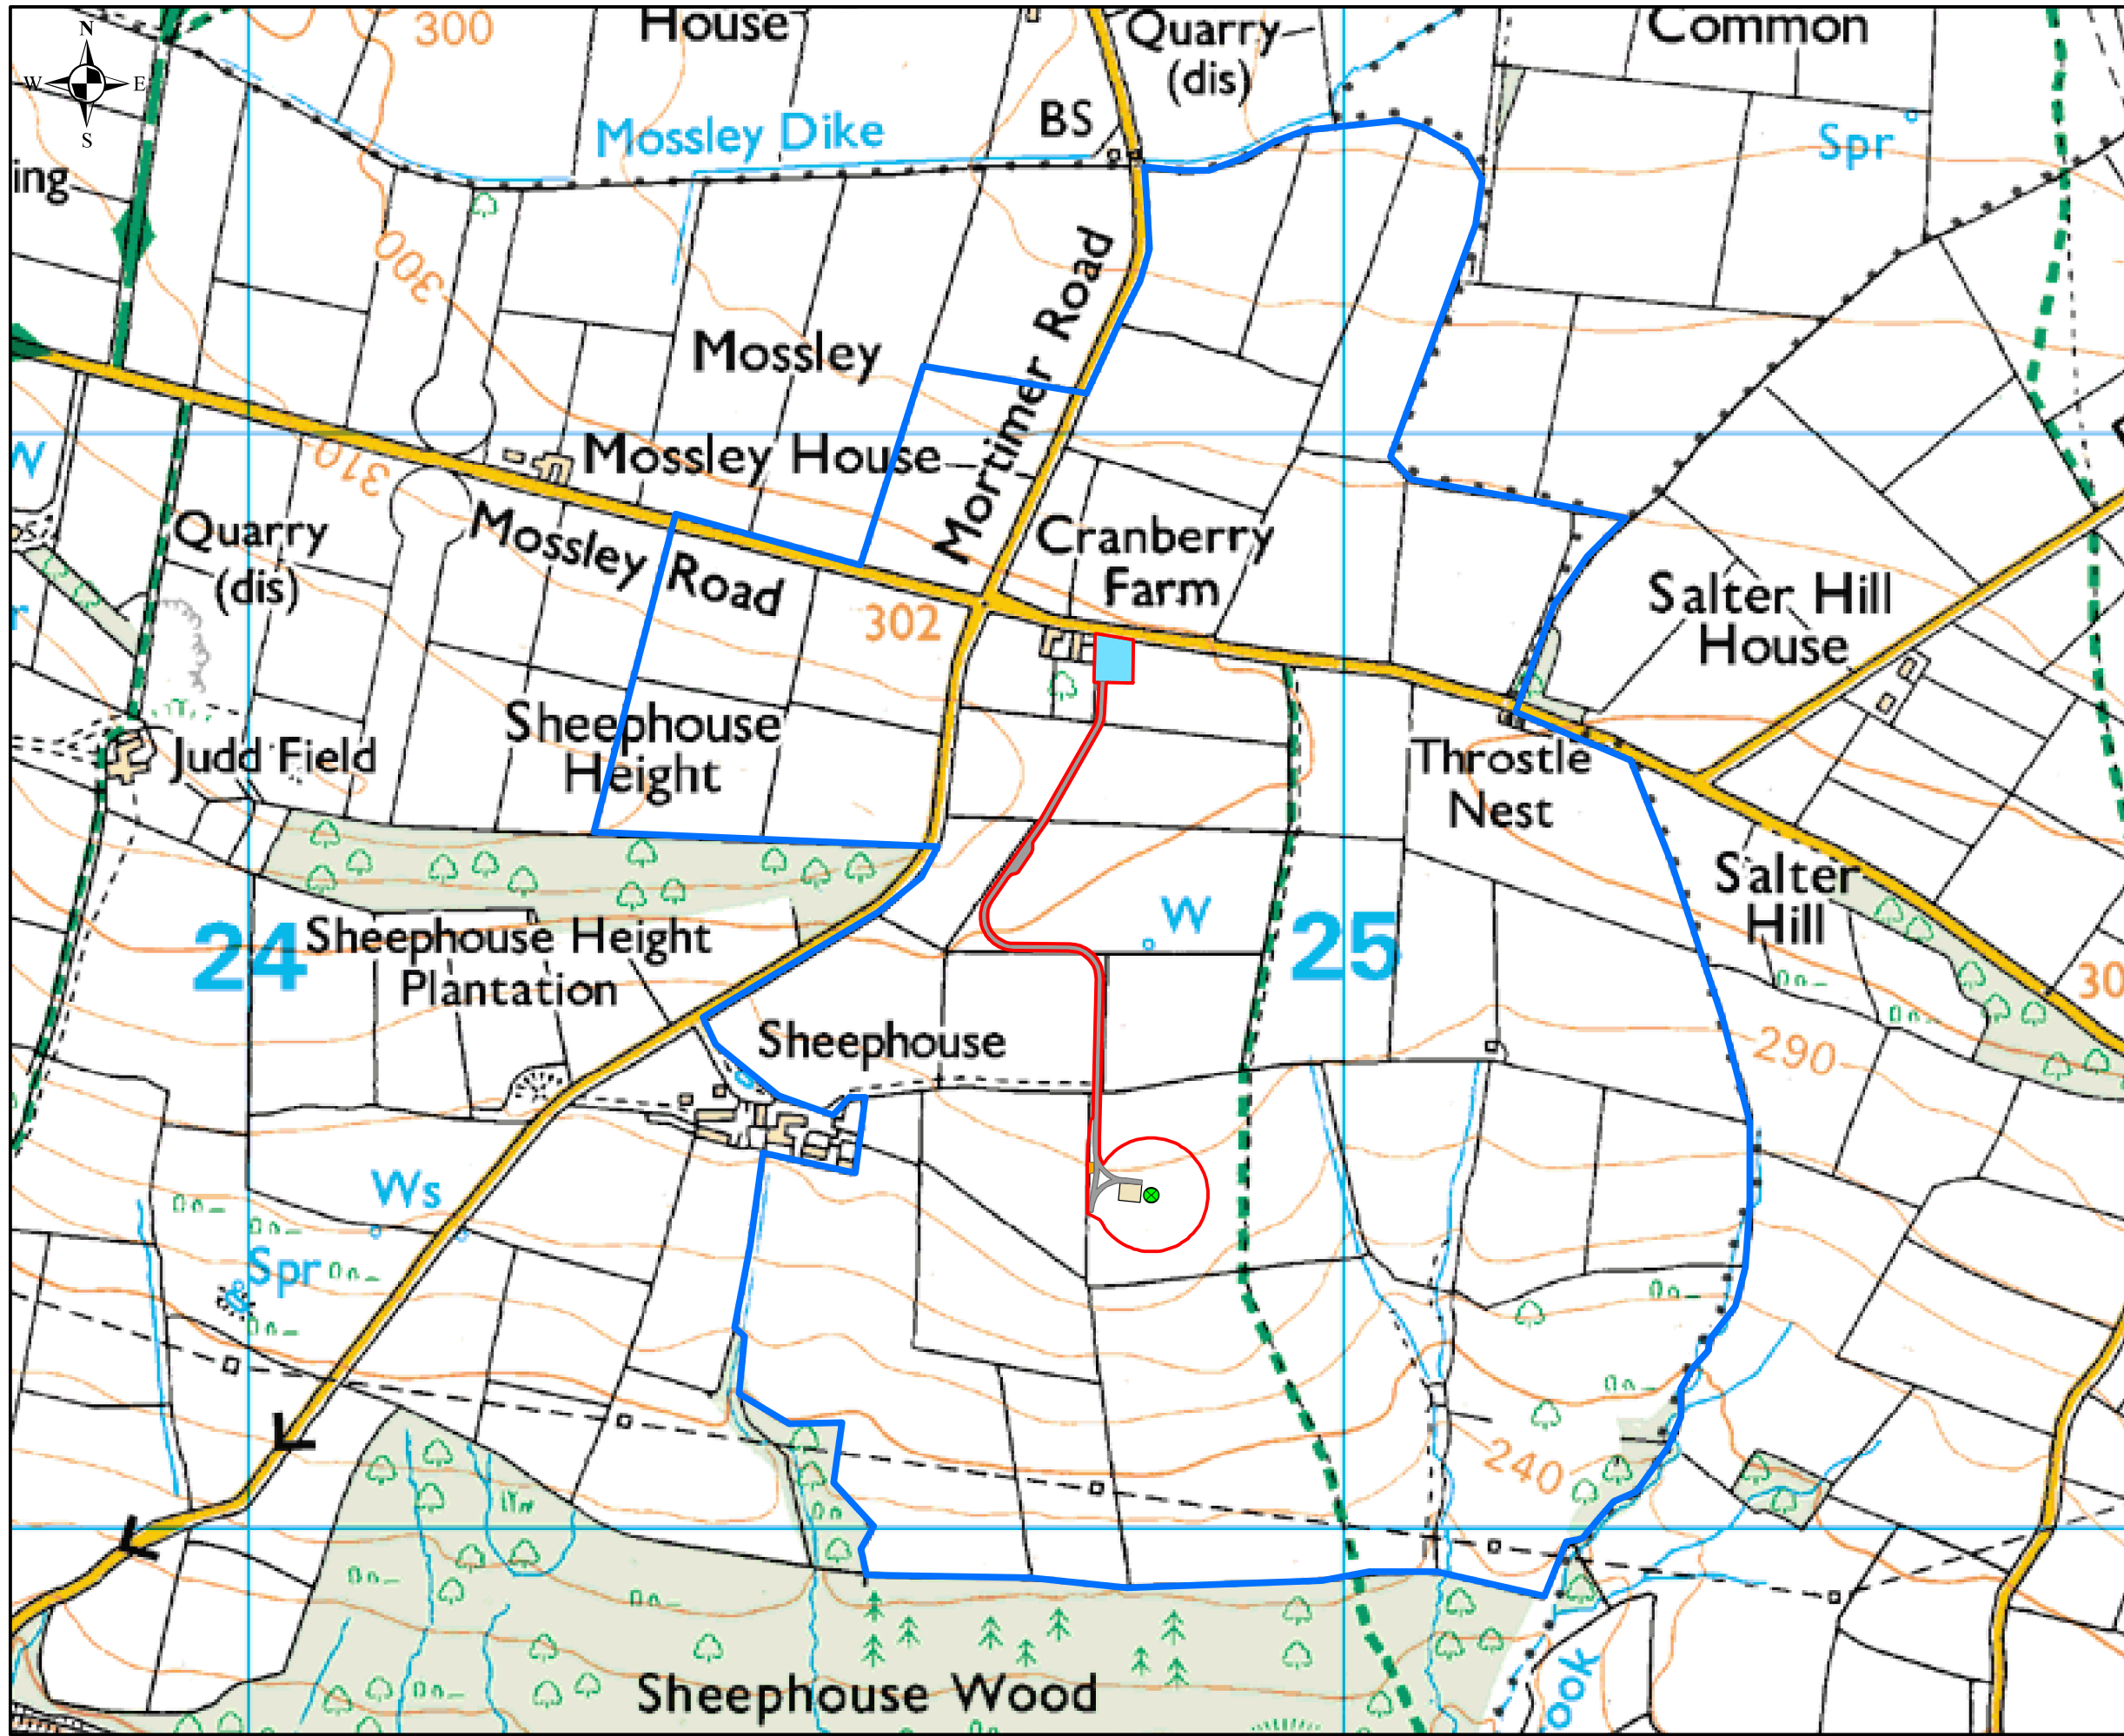 N
W
E
S
300
House
Quarry
(dis)
Common
BS
Mossley Dike
Spr
ing
300
Mortimer Road
Mossley
W
310
Mossley House
Quarry
(dis)
Mossley Road
Cranberry
Farm
302
Salter Hill
House
Sheephouse
Height
Judd Field
Throstle
Nest
Salter
Hill
W
24
25
Sheephouse Height
Plantation
30
Sheephouse
290
Ws
Spr
240
Sheephouse Wood
ook